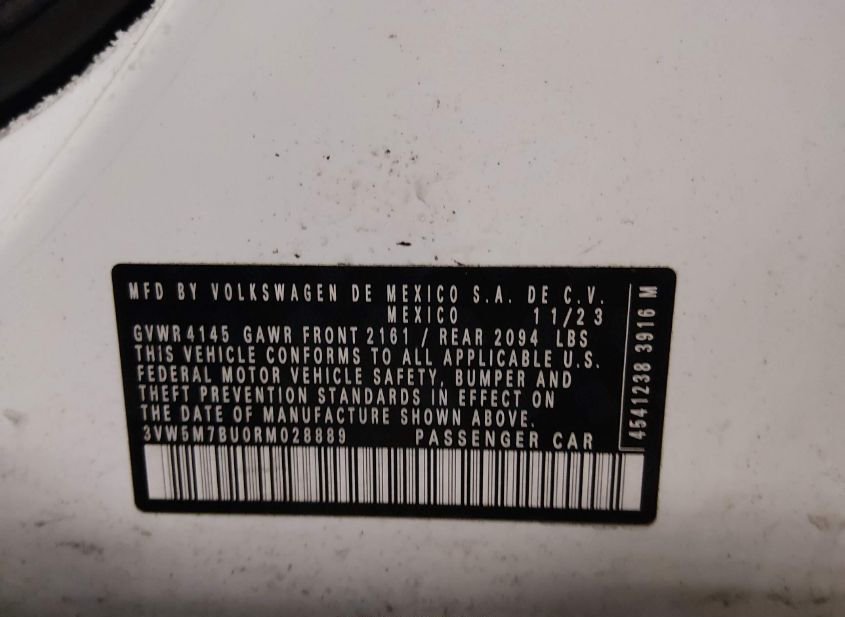 MFD BY VOLKSWAGEN DE MEXICO S.A. DE C.V.
MEXICO 11/23
GVWR 4145 GAWR FRONT 2161 / REAR 2094 LBS
THIS VEHICLE CONFORMS TO ALL APPLICABLE U.S.
FEDERAL MOTOR VEHICLE SAFETY, BUMPER AND
THEFT PREVENTION STANDARDS IN EFFECT ON
THE DATE OF MANUFACTURE SHOWN ABOVE.
3VW5M7BU0RM028889 PASSENGER CAR
4541238 3916 M